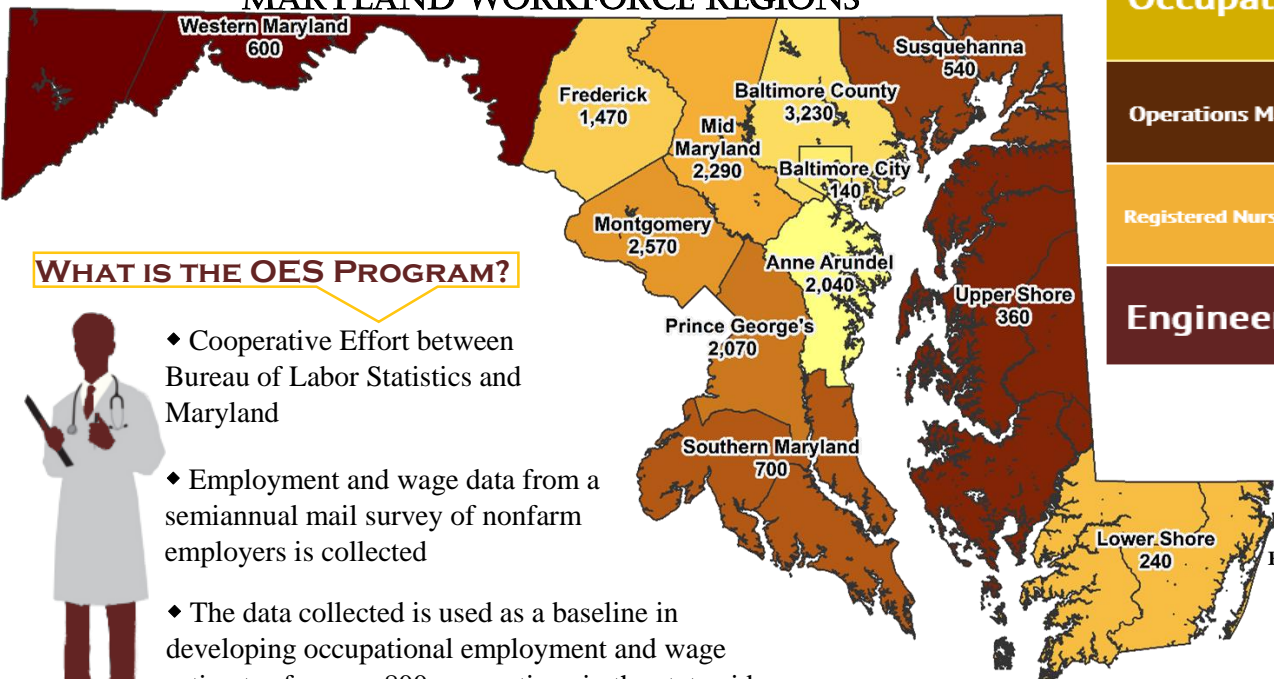 MARYLAND WORKFORCE REGIONS
Western Maryland
600
Frederick
1,470
Mid
Maryland
2,290
Baltimore County
3,230
Baltimore City
140
Susquehanna
540
Montgomery
2,570
Anne Arundel
2,040
Prince George's
2,070
Upper Shore
360
Southern Maryland
700
Lower Shore
240
WHAT IS THE OES PROGRAM?
◆ Cooperative Effort between
Bureau of Labor Statistics and
Maryland
◆ Employment and wage data from a
semiannual mail survey of nonfarm
employers is collected
◆ The data collected is used as a baseline in
developing occupational employment and wage
800
Operations M
Registered Nurs
Engineer